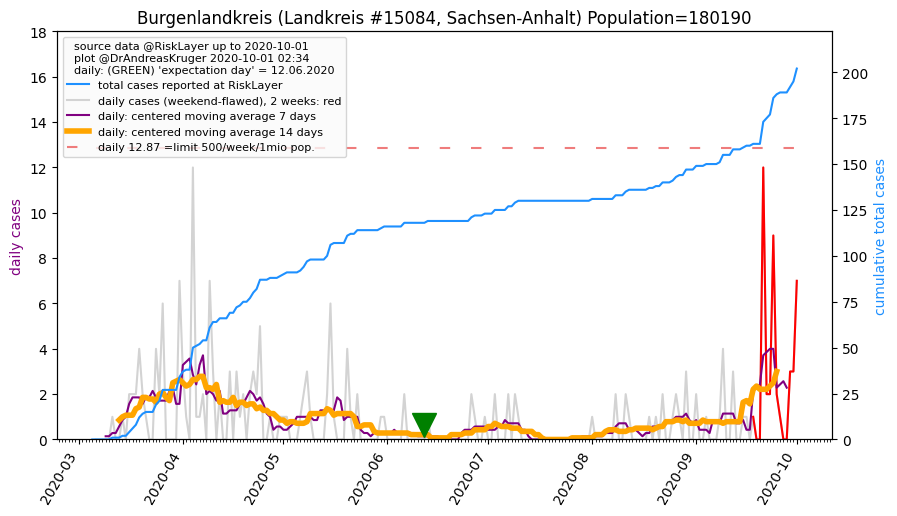 Burgenlandkreis (Landkreis #15084, Sachsen-Anhalt) Population=180190
source data @RiskLayer up to 2020-10-01
plot @DrAndreasKruger 2020-10-01 02:34
daily: (GREEN) 'expectation day' = 12.06.2020
total cases reported at RiskLayer
daily cases (weekend-flawed), 2 weeks: red
daily: centered moving average 7 days
daily: centered moving average 14 days
daily 12.87 =limit 500/week/1mio pop.
daily cases
18
16
14
12
10
8
6
4
2
0
cumulative total cases
200
175
150
125
100
75
50
25
0
2020-03
2020-04
2020-05
2020-06
2020-07
2020-08
2020-09
2020-10